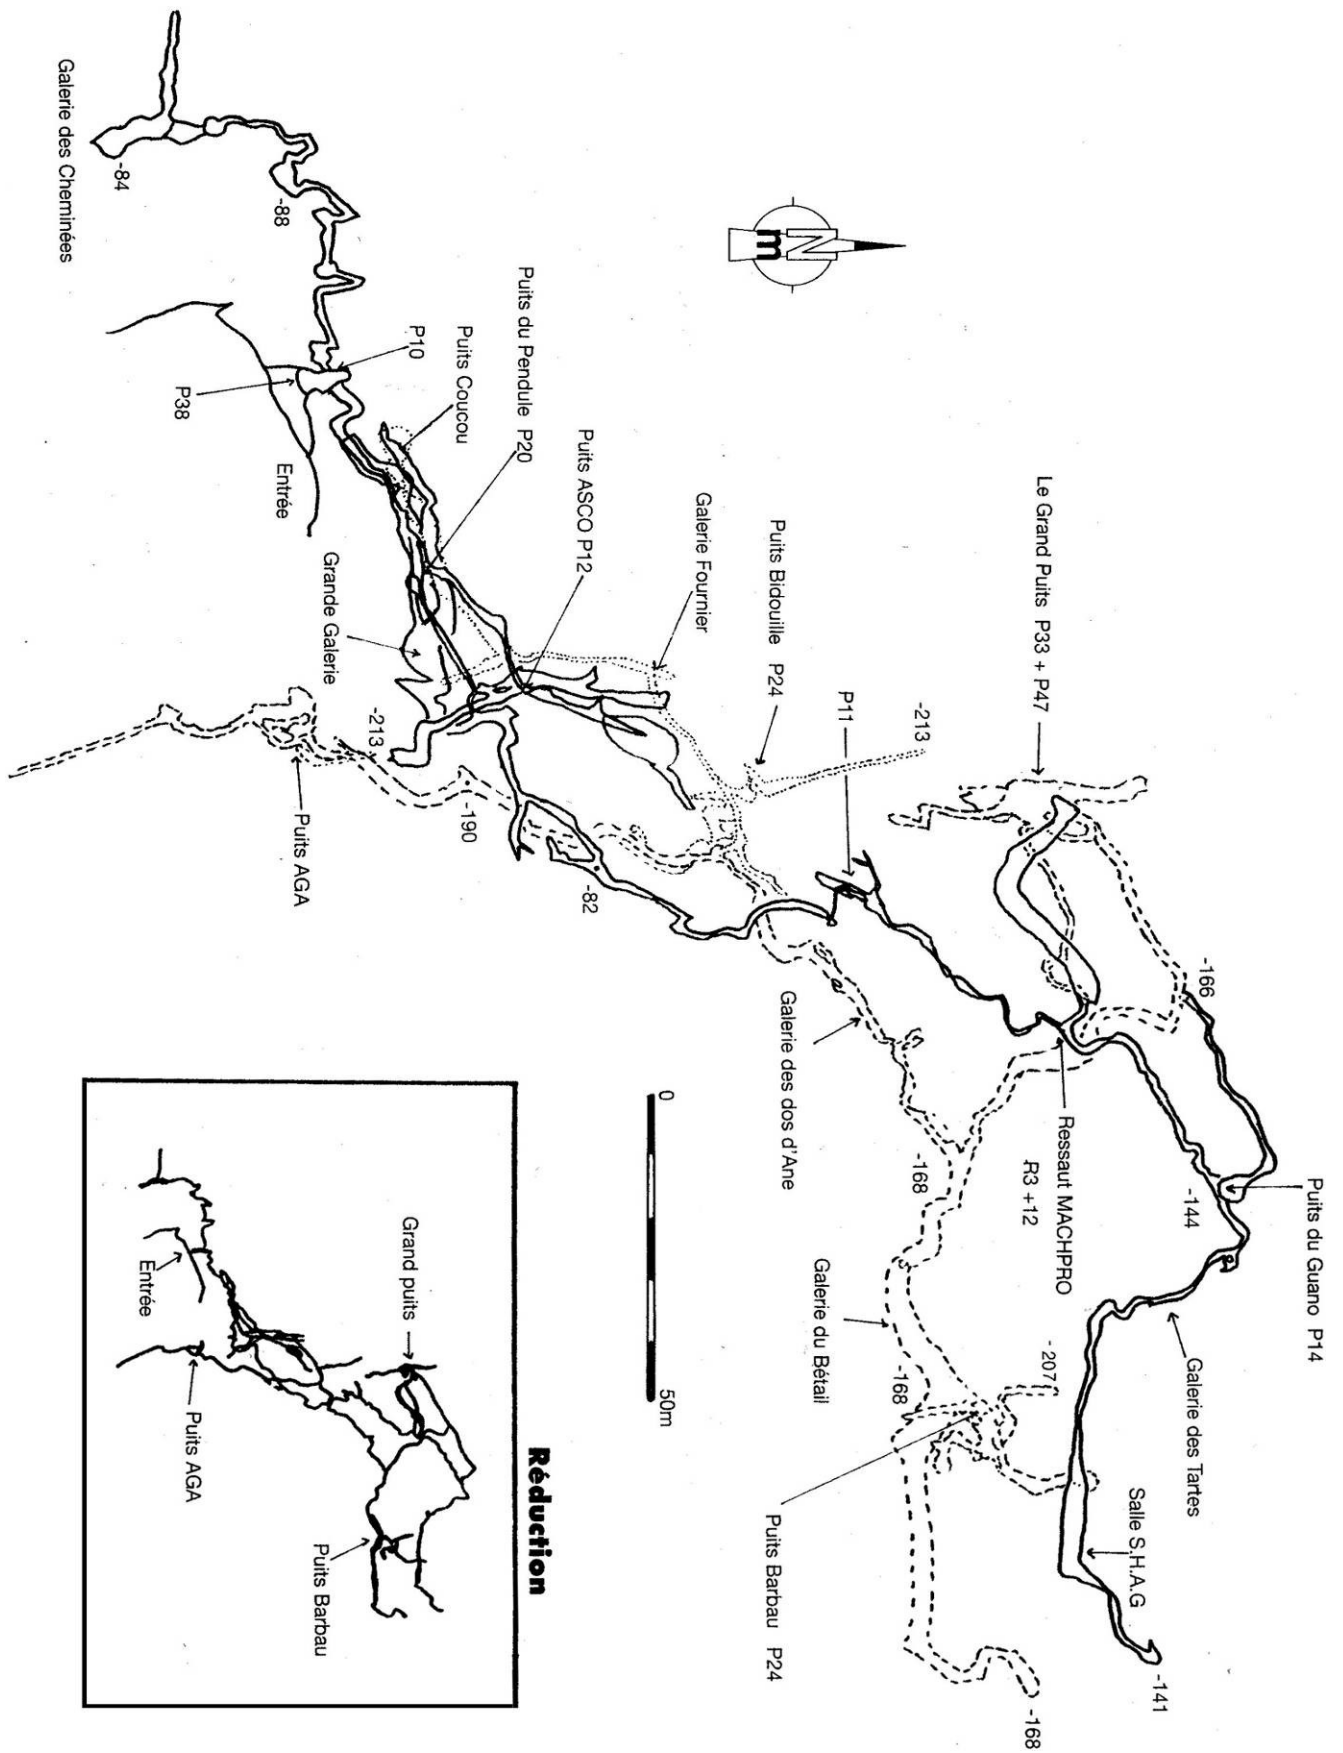 Le Grand Puits P33 + P47
Puits du Guano P14
-213
P11
Puits Bidouille P24
Galerie Fournier
Puits ASCO P12
Puits du Pendule P20
Puits Coucou
P10
P38
Entrée
Galerie des Cheminées
-84
-88
N
m
Grande Galerie
-213
-190
Puits AGA
-82
-166
Galerie des dos d'Ane
-168
Ressaut MACHPRO
R3 +12
-144
Galerie des Tartes
Galerie du Bétail
-168
-207
Salle S.H.A.G
Puits Barbau P24
-141
-168
0
50m
Réduction
Grand puits
Entrée
Puits AGA
Puits Barbau